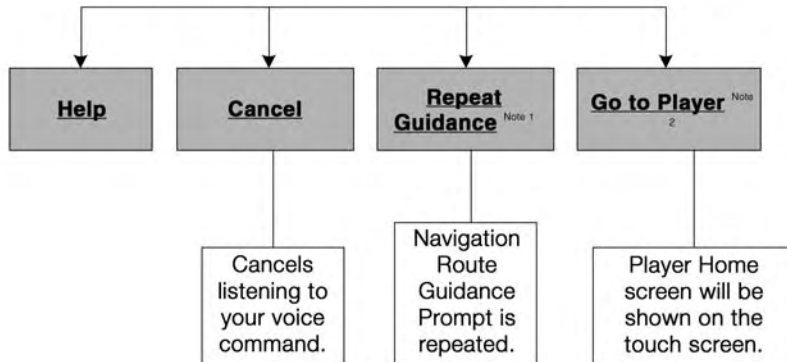 Help
Cancel
Repeat
Guidance Note 1
Go to Player Note
2
Cancels
listening to
your voice
command.
Navigation
Route
Guidance
Prompt is
repeated.
Player Home
screen will be
shown on the
touch screen.